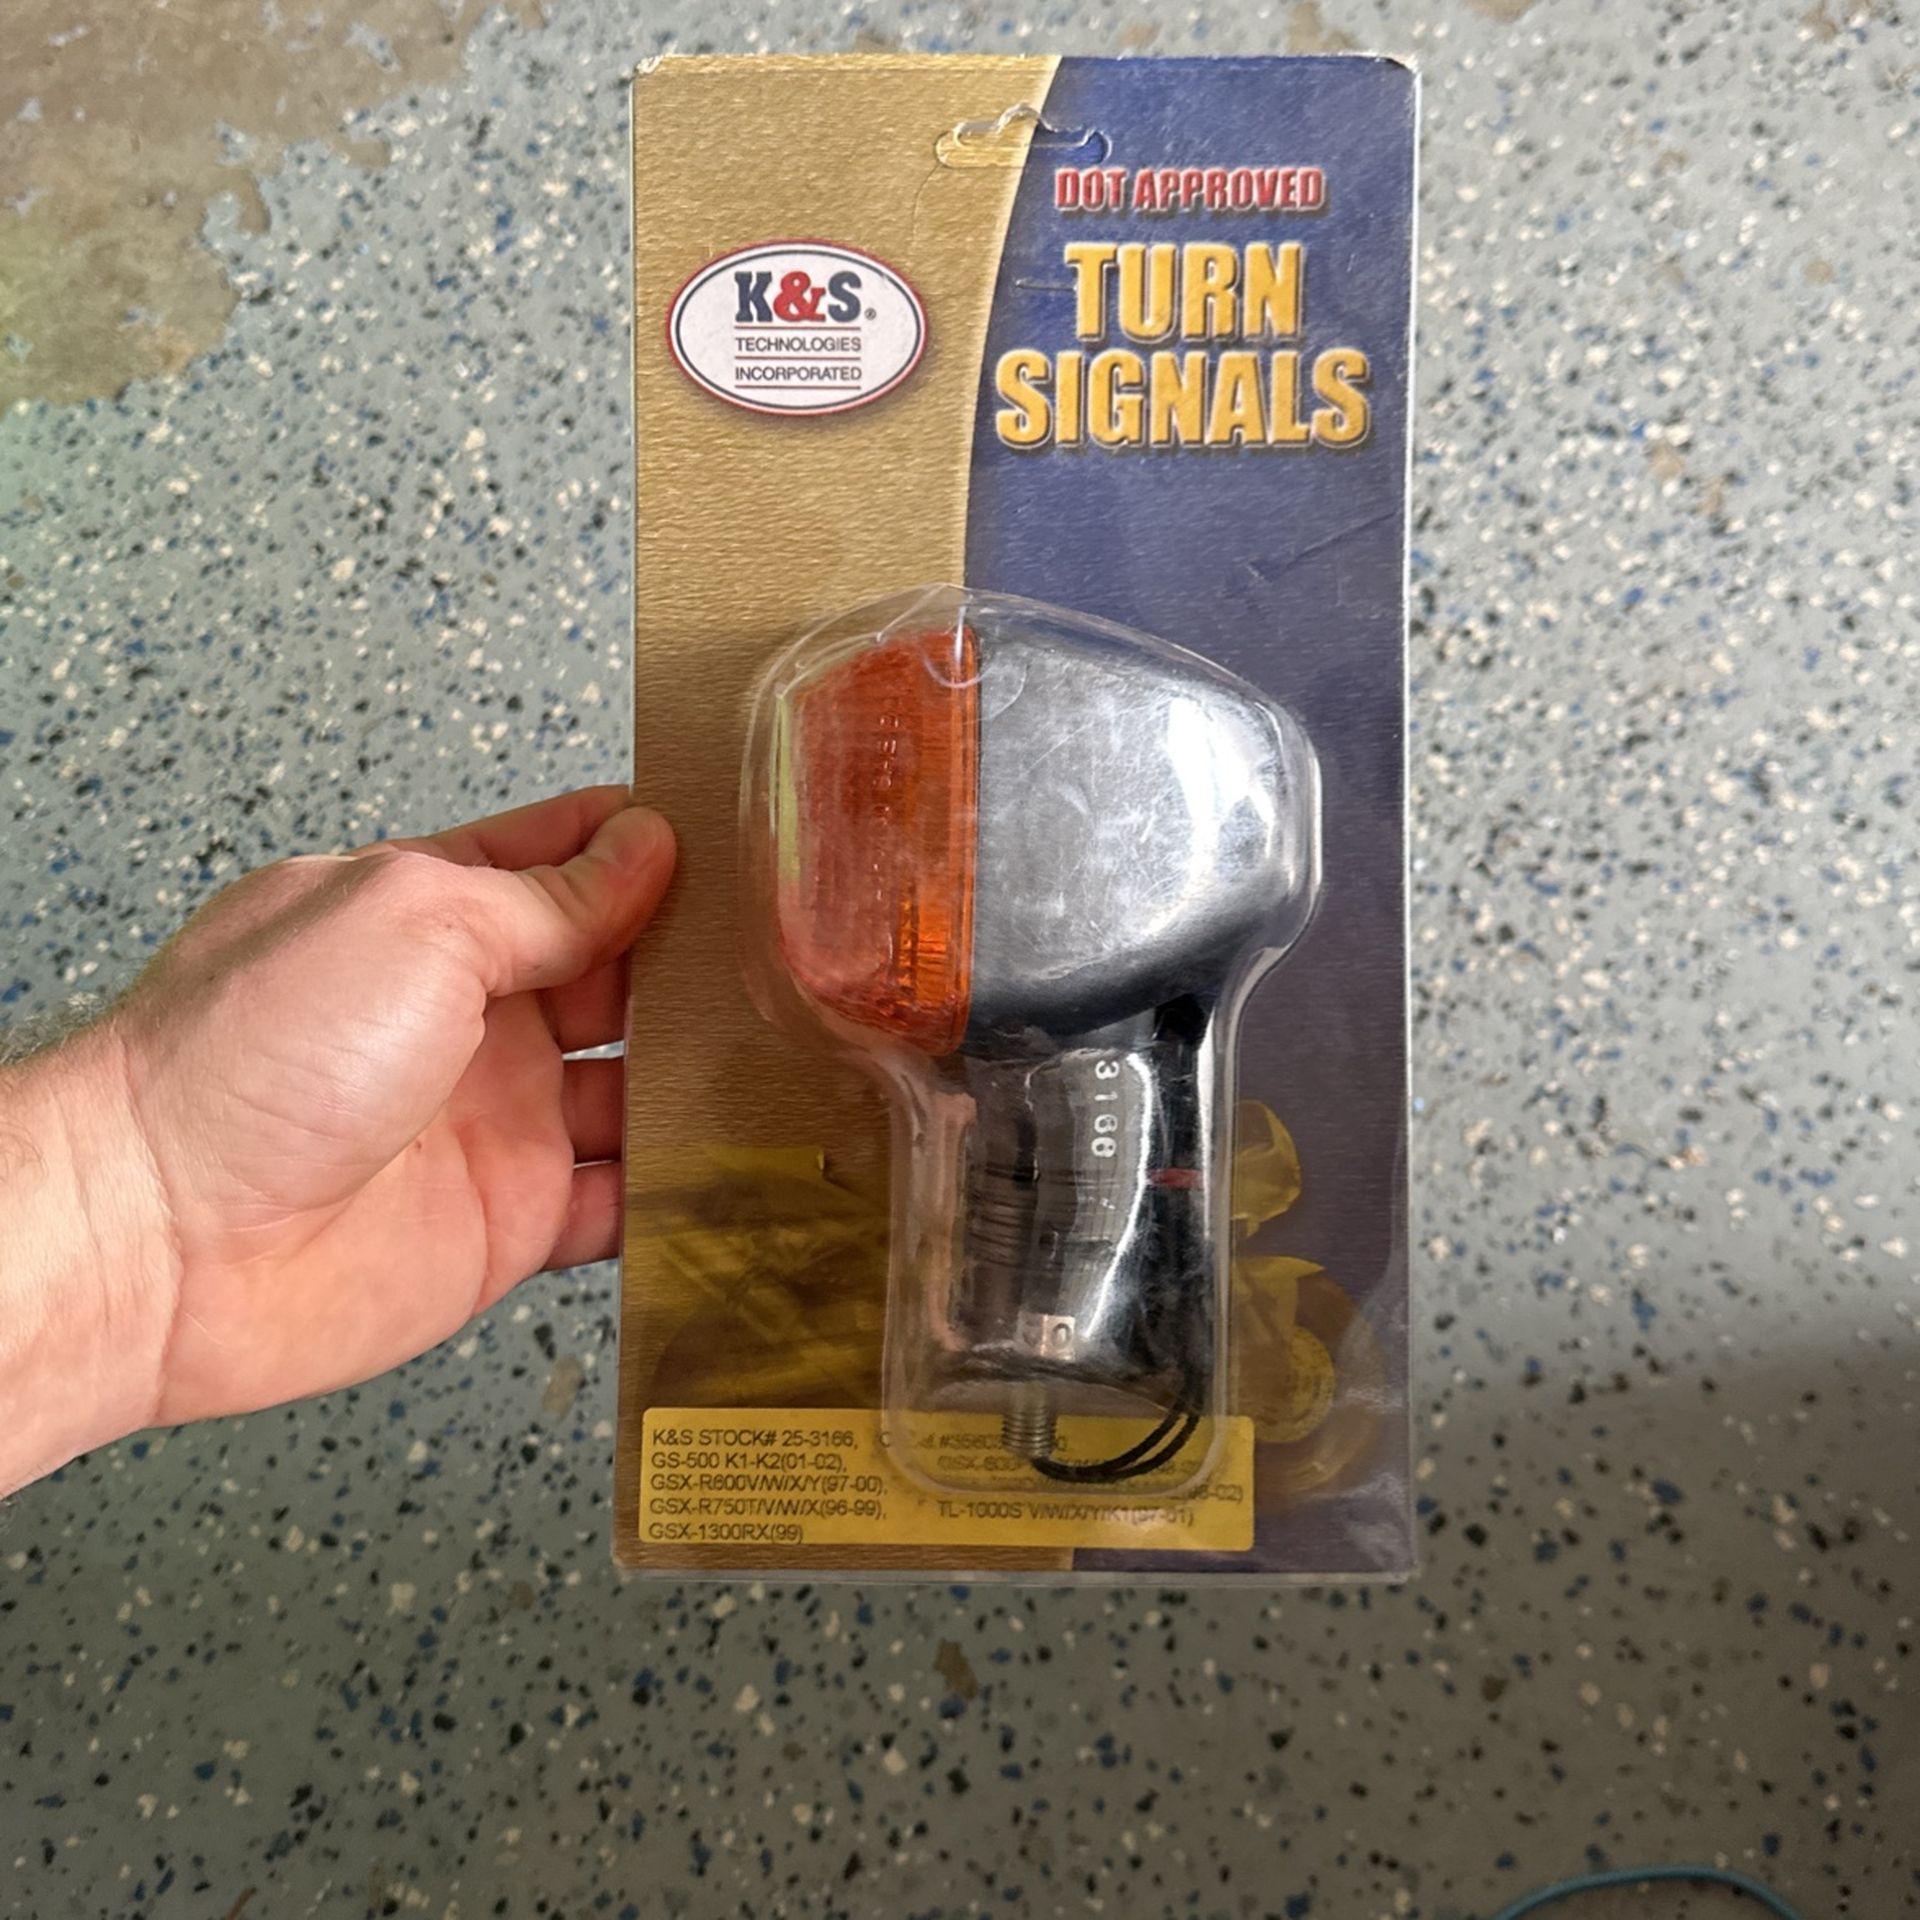 DOT APPROVED
TURN
SIGNALS
K&S®
TECHNOLOGIES
INCORPORATED
3166
K&S STOCK# 25-3166,
GS-500 K1-K2(01-02),
GSX-R600V/W/X/Y(97-00),
GSX-R750T/V/W/X(96-99), TL-1000S V/W/X/Y/K1(97-01)
GSX-1300RX(99)